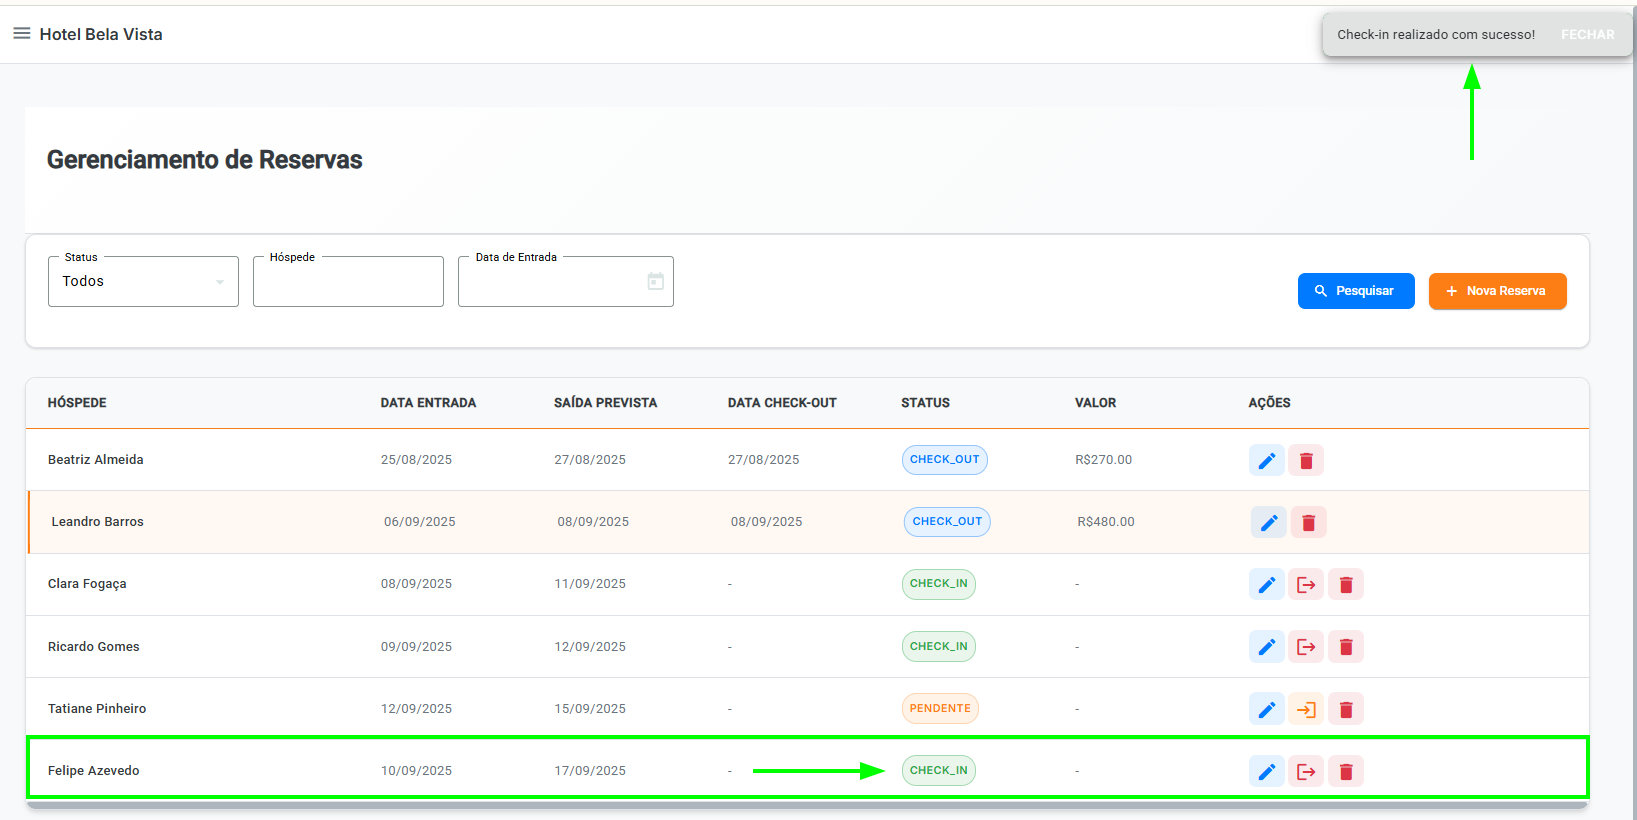 Hotel Bela Vista
Check-in realizado com sucesso! FECHAR
Gerenciamento de Reservas
Status Hóspede Data de Entrada
Todos
Pesquisar + Nova Reserva
HÓSPEDE DATA ENTRADA SAÍDA PREVISTA DATA CHECK-OUT STATUS VALOR AÇÕES
Beatriz Almeida 25/08/2025 27/08/2025 27/08/2025 CHECK_OUT R$270.00
Leandro Barros 06/09/2025 08/09/2025 08/09/2025 CHECK_OUT R$480.00
Clara Fogaça 08/09/2025 11/09/2025 - CHECK_IN -
Ricardo Gomes 09/09/2025 12/09/2025 - CHECK_IN -
Tatiane Pinheiro 12/09/2025 15/09/2025 - PENDENTE -
Felipe Azevedo 10/09/2025 17/09/2025 - CHECK_IN -